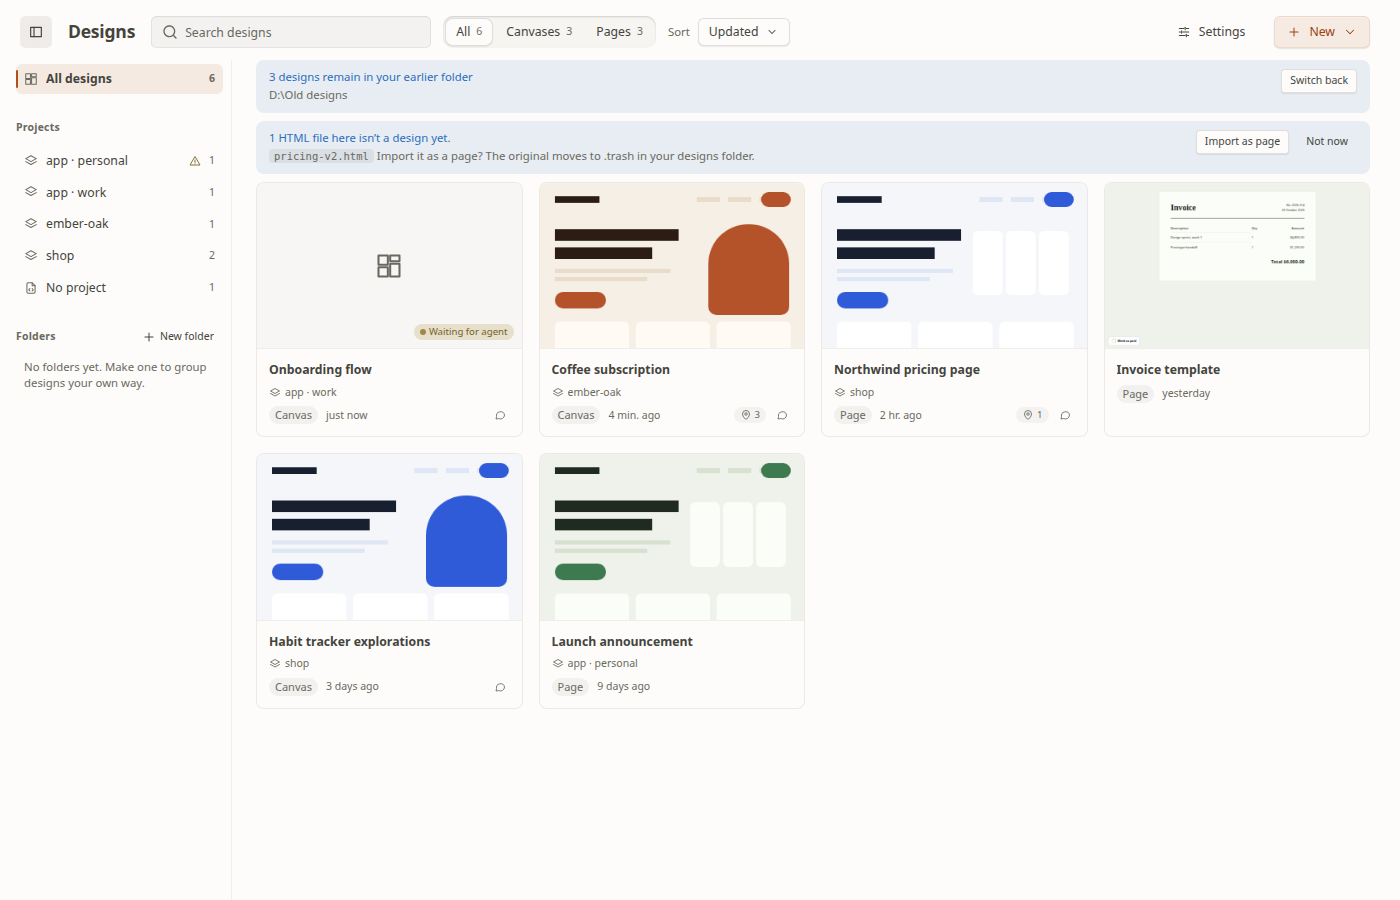 Designs
Search designs
All 6
Canvases 3
Pages 3
Sort
Updated
Settings
New
All designs 6
Projects
app · personal 1
app · work 1
ember-oak 1
shop 2
No project 1
Folders
New folder
No folders yet. Make one to group
designs your own way.
3 designs remain in your earlier folder
D:\Old designs
Switch back
1 HTML file here isn’t a design yet.
pricing-v2.html Import it as a page? The original moves to .trash in your designs folder.
Import as page
Not now
Waiting for agent
Onboarding flow
app · work
Canvas just now
Coffee subscription
ember-oak
Canvas 4 min. ago 3
Northwind pricing page
shop
Page 2 hr. ago 1
Invoice
Description Qty Amount
Invoice template
Page yesterday
Habit tracker explorations
shop
Canvas 3 days ago
Launch announcement
app · personal
Page 9 days ago